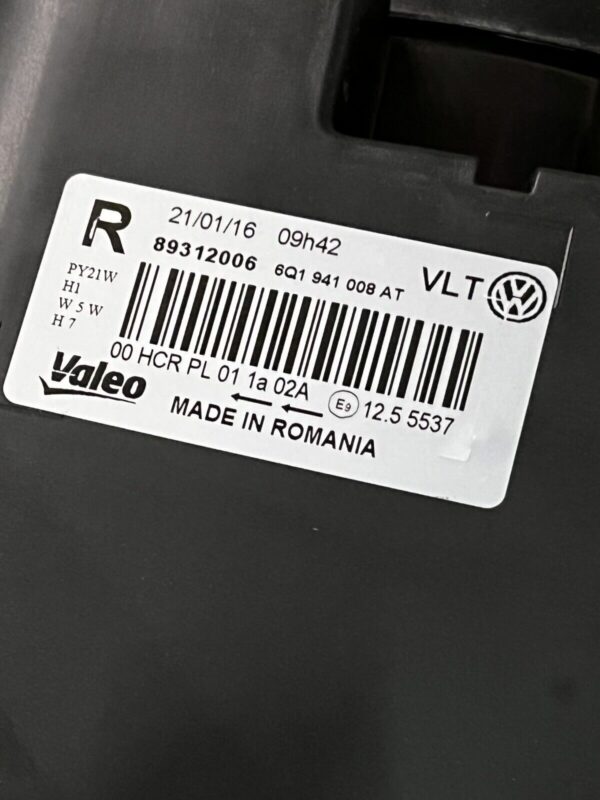 R
21/01/16 09h42
89312006 6Q1 941 008 AT
VLT
PY21W
H1
W 5 W
H 7
00 HCR PL 01 1a 02A
E9 12.5 5537
Valeo
MADE IN ROMANIA